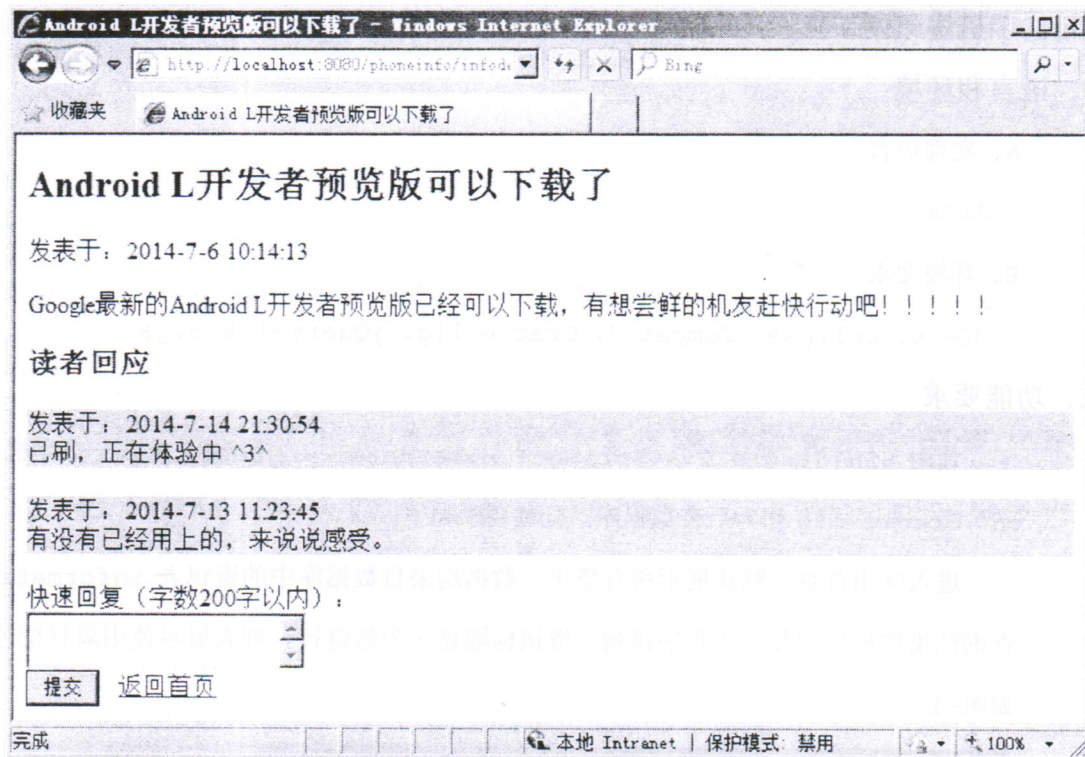 Android L开发者预览版可以下载了 - Windows Internet Explorer
http://localhost:8080/phoneinfo/infode
Bing
收藏夹
Android L开发者预览版可以下载了
Android L开发者预览版可以下载了
发表于：2014-7-6 10:14:13
Google最新的Android L开发者预览版已经可以下载，有想尝鲜的机友赶快行动吧！！！！！
读者回应
发表于：2014-7-14 21:30:54
已刷，正在体验中 ^3^
发表于：2014-7-13 11:23:45
有没有已经用上的，来说说感受。
快速回复（字数200字以内）：
提交 返回首页
完成
本地 Intranet | 保护模式: 禁用
100%